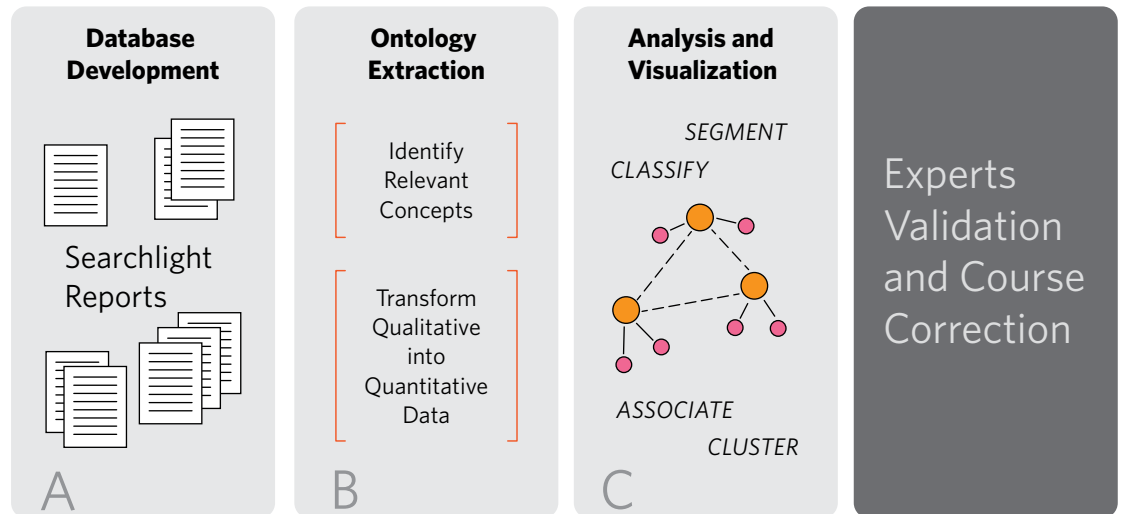 Database
Development
Searchlight
Reports
A
Ontology
Extraction
Identify
Relevant
Concepts
Transform
Qualitative
into
Quantitative
Data
B
Analysis and
Visualization
SEGMENT
CLASSIFY
ASSOCIATE
CLUSTER
C
Experts
Validation
and Course
Correction